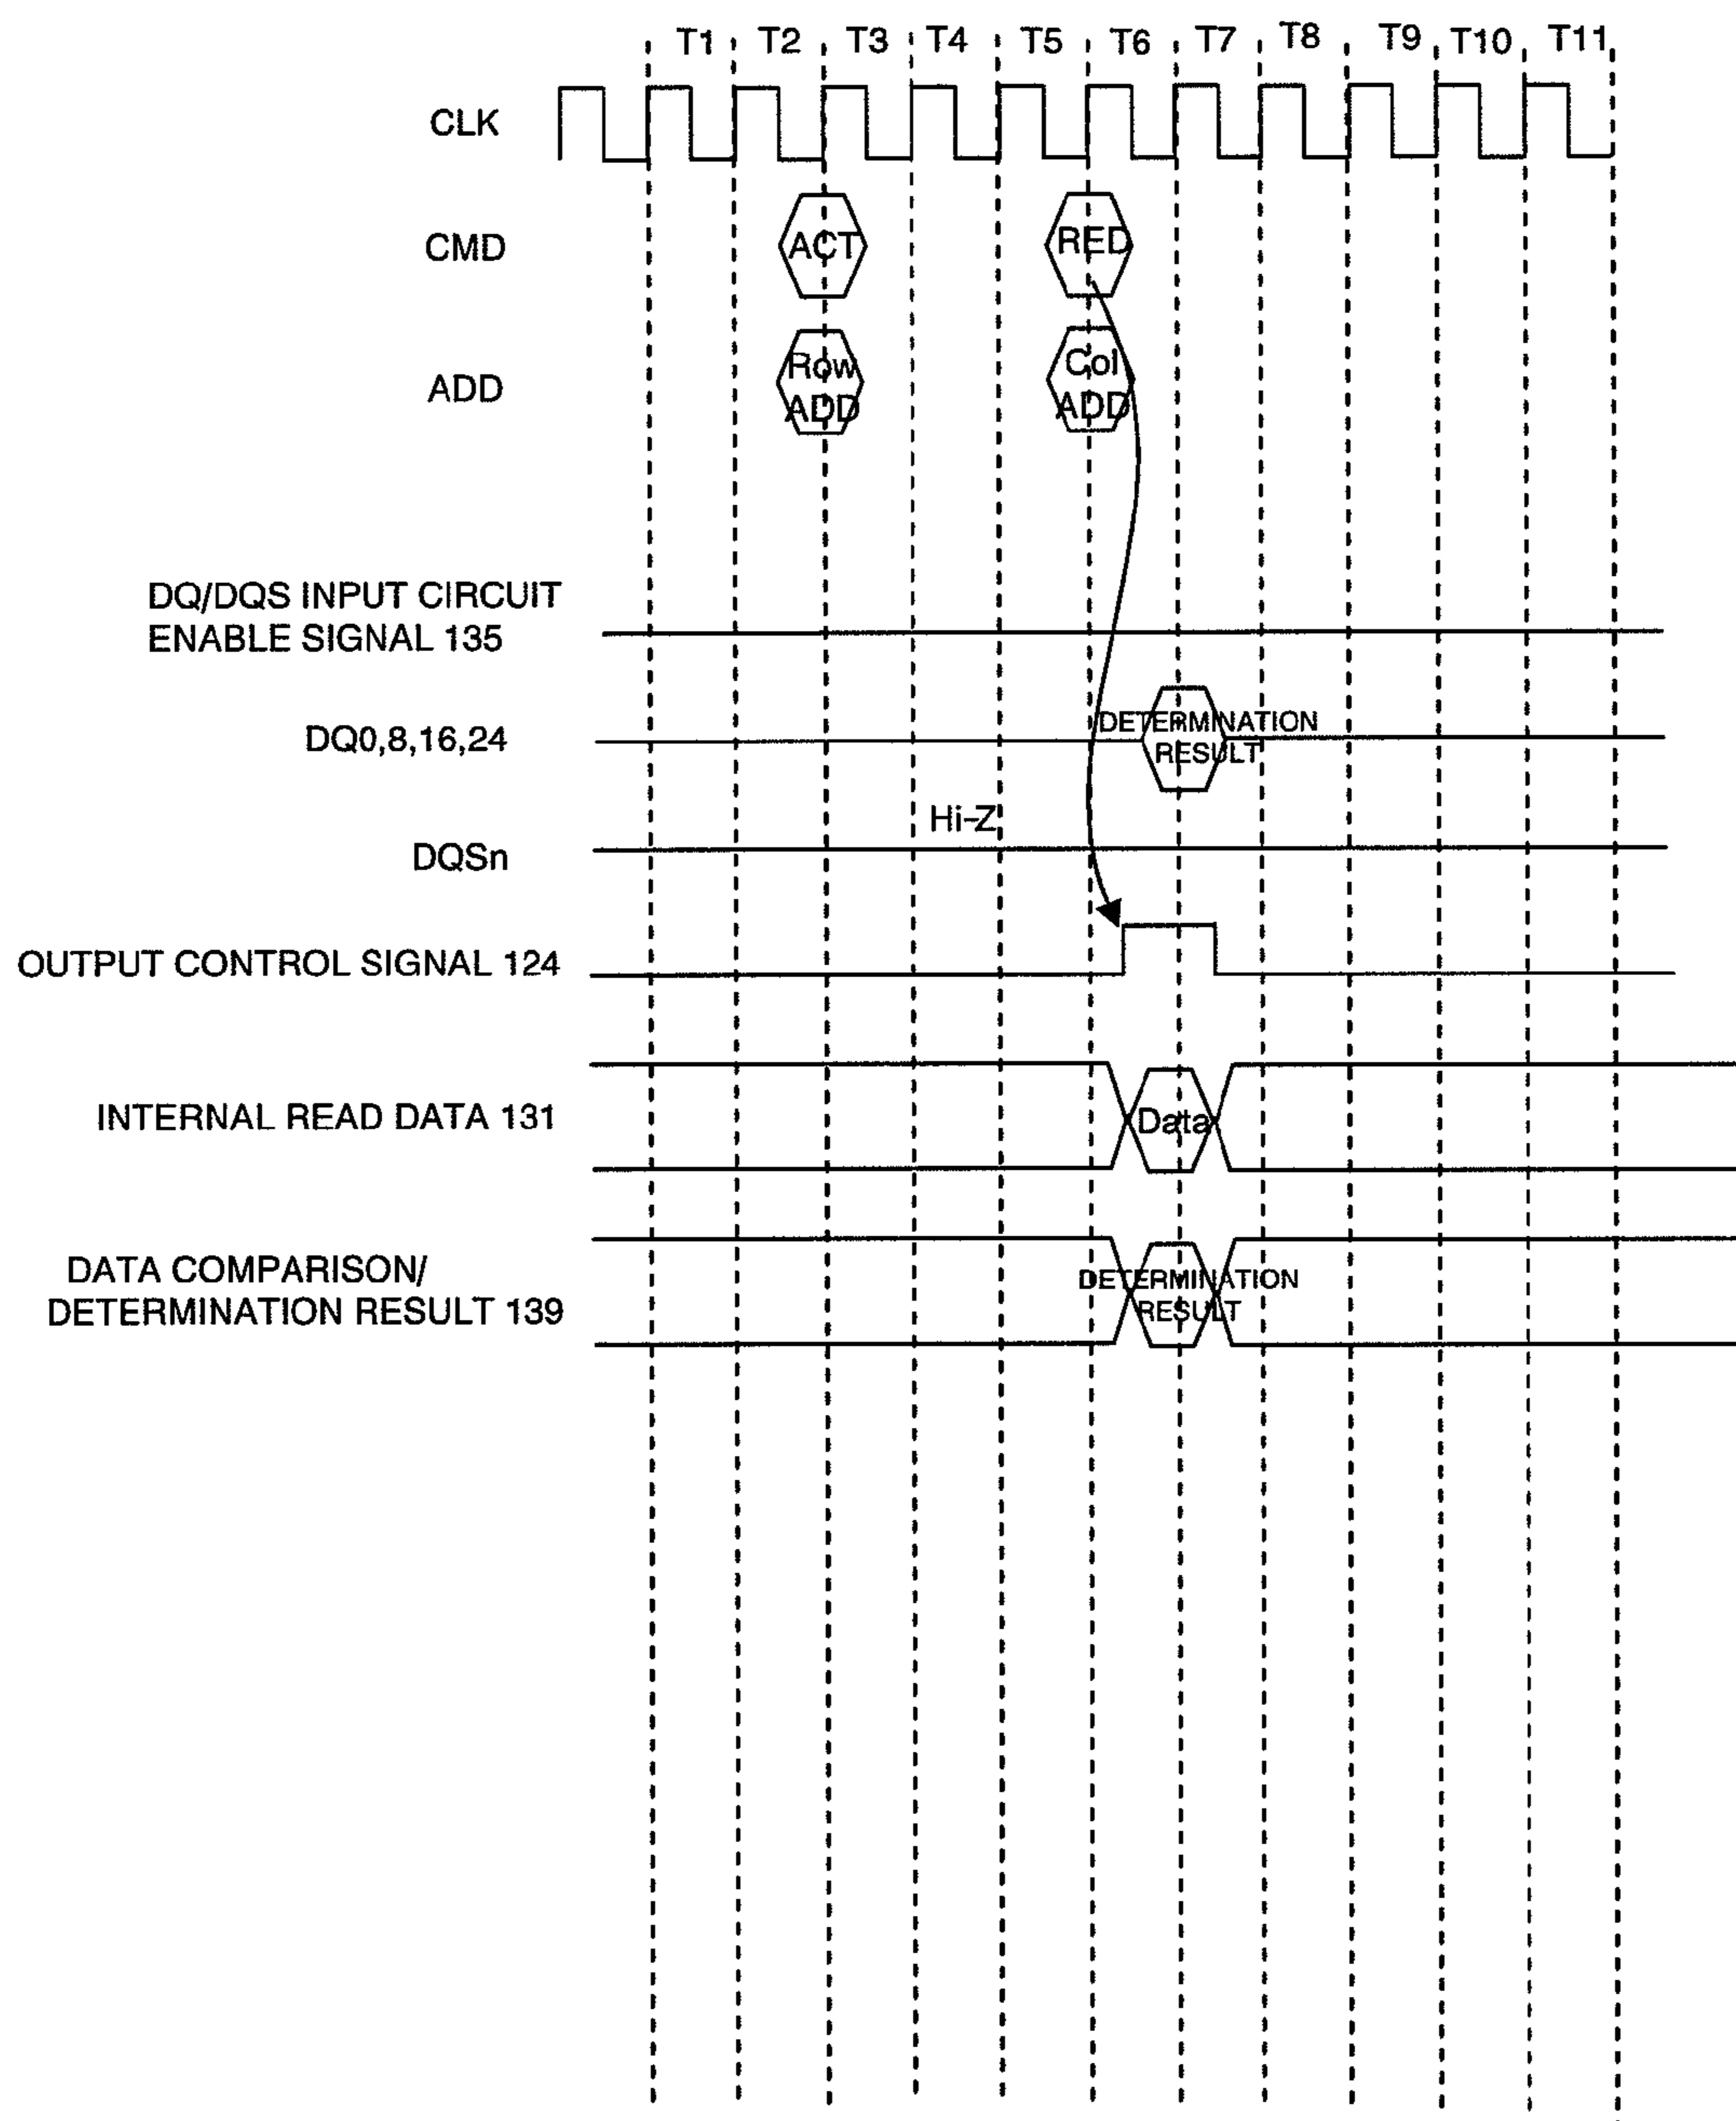 T1 T2 T3 T4 T5 T6 T7 T8 T9 T10 T11
CLK
CMD
ACT
RED
ADD
Row
ADD
Col
ADD
DQ/DQS INPUT CIRCUIT
ENABLE SIGNAL 135
DQ0,8,16,24
DETERMINATION
RESULT
Hi-Z
DQSn
OUTPUT CONTROL SIGNAL 124
INTERNAL READ DATA 131
Data
DATA COMPARISON/
DETERMINATION RESULT 139
DETERMINATION
RESULT